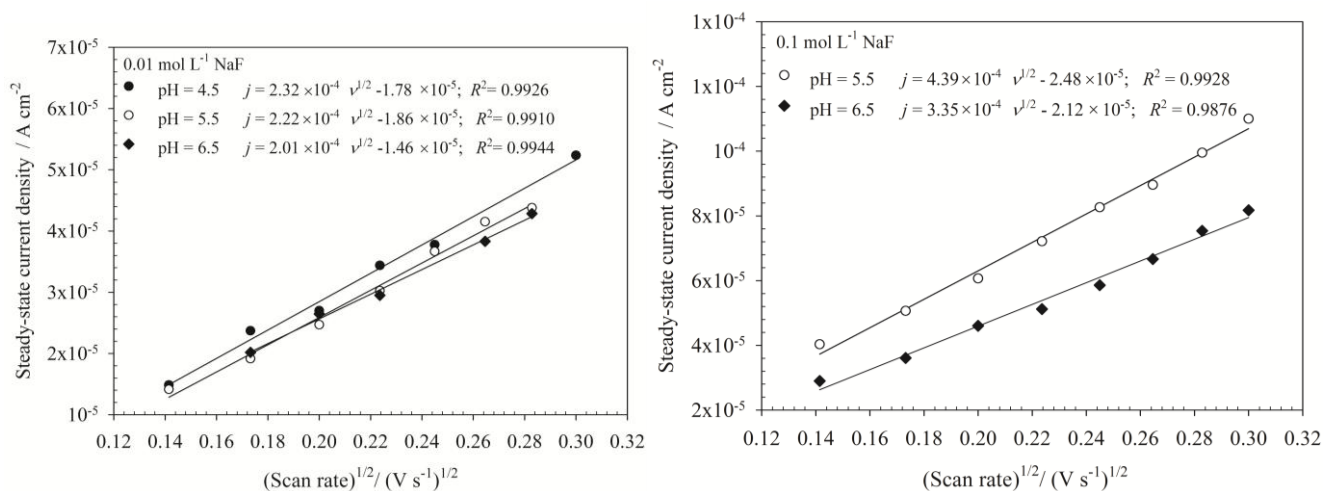 Steady-state current density / A cm⁻²
7x10⁻⁵
6x10⁻⁵
5x10⁻⁵
4x10⁻⁵
3x10⁻⁵
2x10⁻⁵
10⁻⁵
0.01 mol L⁻¹ NaF
pH = 4.5 j = 2.32 ×10⁻⁴ ν¹/² -1.78 ×10⁻⁵; R²= 0.9926
pH = 5.5 j = 2.22 ×10⁻⁴ ν¹/² -1.86 ×10⁻⁵; R²= 0.9910
pH = 6.5 j = 2.01 ×10⁻⁴ ν¹/² -1.46 ×10⁻⁵; R²= 0.9944
0.12 0.14 0.16 0.18 0.20 0.22 0.24 0.26 0.28 0.30 0.32
(Scan rate)¹/²/ (V s⁻¹)¹/²
Steady-state current density / A cm⁻²
1x10⁻⁴
1x10⁻⁴
10⁻⁴
8x10⁻⁵
6x10⁻⁵
4x10⁻⁵
2x10⁻⁵
0.1 mol L⁻¹ NaF
pH = 5.5 j = 4.39 ×10⁻⁴ ν¹/² - 2.48 ×10⁻⁵; R²= 0.9928
pH = 6.5 j = 3.35 ×10⁻⁴ ν¹/² - 2.12 ×10⁻⁵; R²= 0.9876
0.12 0.14 0.16 0.18 0.20 0.22 0.24 0.26 0.28 0.30 0.32
(Scan rate)¹/²/ (V s⁻¹)¹/²